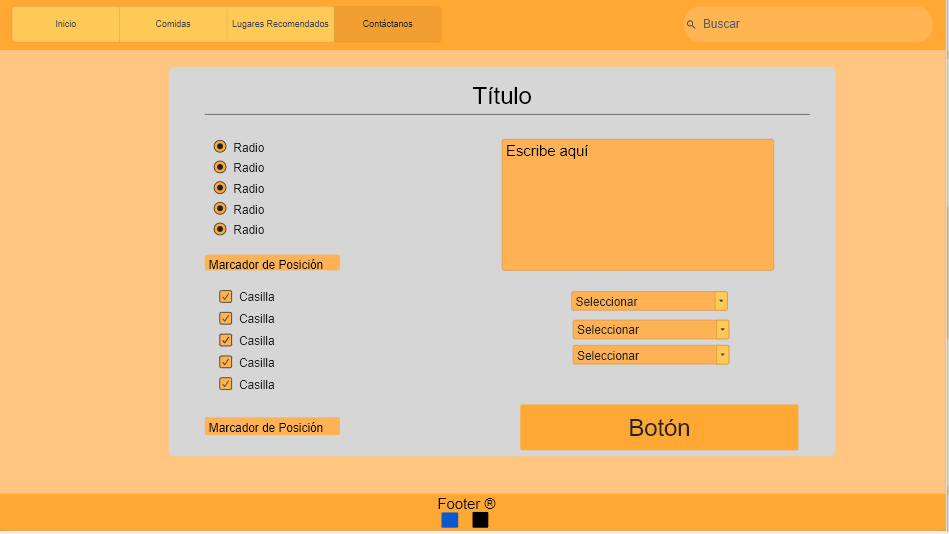 Inicio
Comidas
Lugares Recomendados
Contáctanos
Buscar
Título
Radio
Radio
Radio
Radio
Radio
Escribe aquí
Marcador de Posición
Casilla
Casilla
Casilla
Casilla
Casilla
Seleccionar
Seleccionar
Seleccionar
Marcador de Posición
Botón
Footer ®